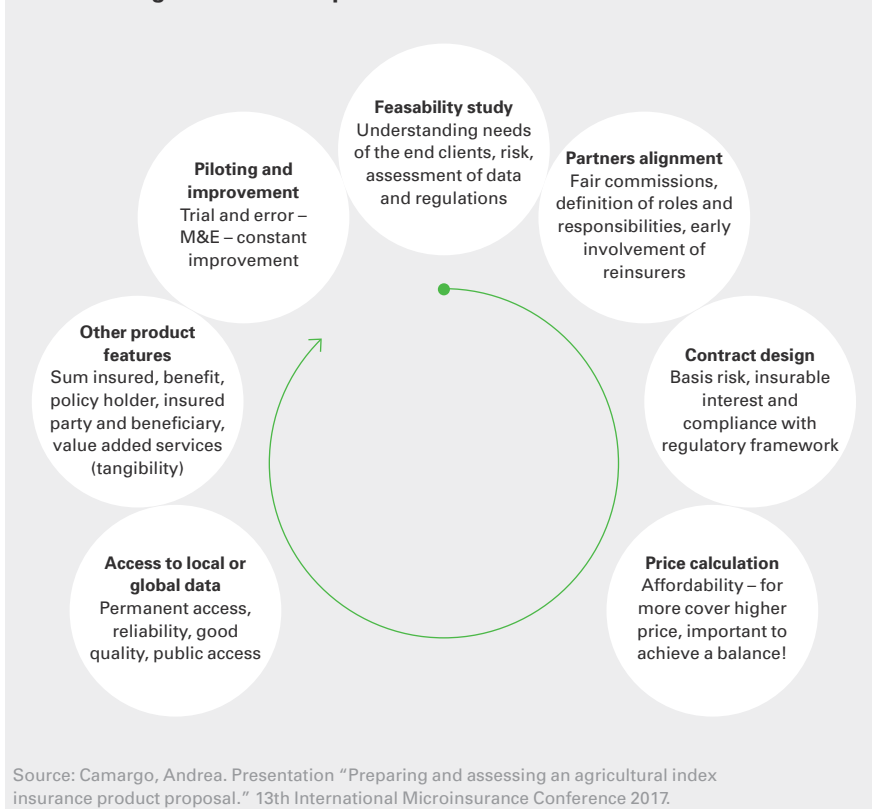 Feasability study
Understanding needs
of the end clients, risk,
assessment of data
and regulations
Partners alignment
Fair commissions,
definition of roles and
responsibilities, early
involvement of
reinsurers
Contract design
Basis risk, insurable
interest and
compliance with
regulatory framework
Price calculation
Affordability – for
more cover higher
price, important to
achieve a balance!
Access to local or
global data
Permanent access,
reliability, good
quality, public access
Other product
features
Sum insured, benefit,
policy holder, insured
party and beneficiary,
value added services
(tangibility)
Piloting and
improvement
Trial and error –
M&E – constant
improvement
Source: Camargo, Andrea. Presentation “Preparing and assessing an agricultural index
insurance product proposal.” 13th International Microinsurance Conference 2017.